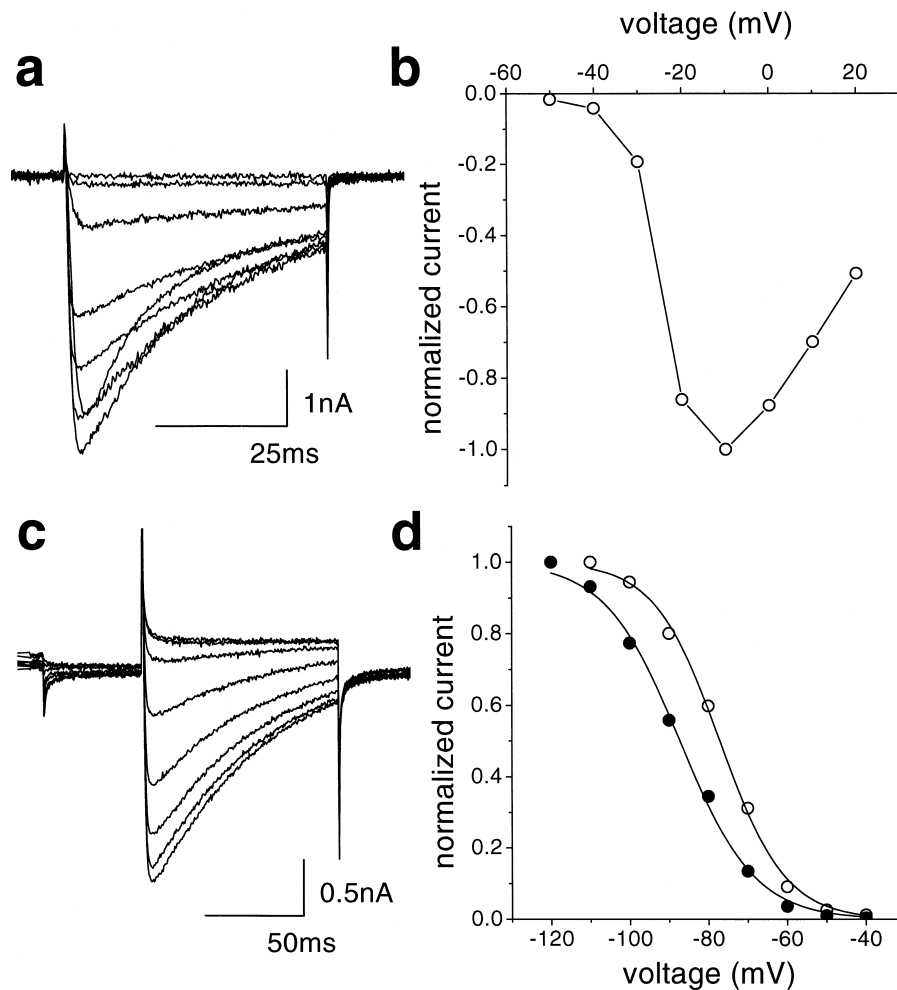 a
b
voltage (mV)
-60 -40 -20 0 20
0.0
-0.2
-0.4
-0.6
-0.8
-1.0
normalized current
1nA
25ms
c
d
0.5nA
50ms
1.0
0.8
0.6
0.4
0.2
0.0
normalized current
-120 -100 -80 -60 -40
voltage (mV)